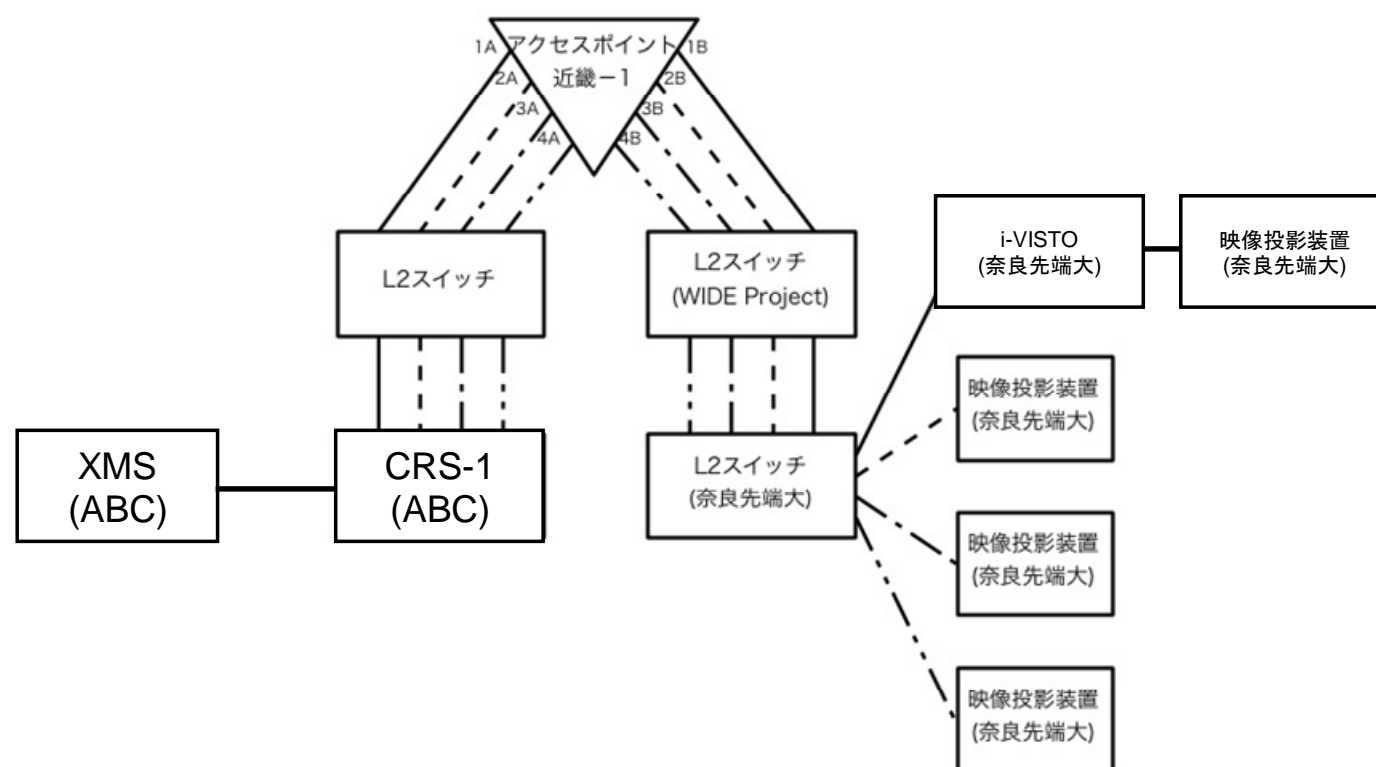 アクセスポイント
近畿－1
1A
1B
2A
2B
3A
3B
4A
4B
L2スイッチ
L2スイッチ
(WIDE Project)
i-VISTO
(奈良先端大)
映像投影装置
(奈良先端大)
映像投影装置
(奈良先端大)
XMS
(ABC)
CRS-1
(ABC)
L2スイッチ
(奈良先端大)
映像投影装置
(奈良先端大)
映像投影装置
(奈良先端大)